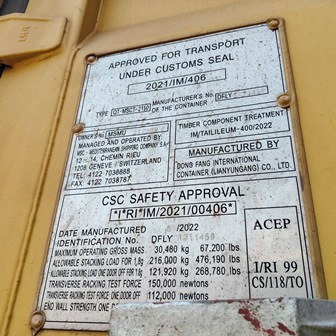 APPROVED FOR TRANSPORT
UNDER CUSTOMS SEAL
2021/IM/406
TYPE
MANUFACTURER'S No.
OF THE CONTAINER
DFLY
OWNER'S No. MSMU
MANAGED AND OPERATED BY
MSC - MEDITERRANEAN SHIPPING COMPANY S.A
12 - 14, CHEMIN RIEU
1208 GENEVE / SWITZERLAND
TEL: 4122 7038888
FAX: 4122 7038787
TIMBER COMPONENT TREATMENT
IM/TAILILEUM-400/2022
MANUFACTURED BY
DONG FANG INTERNATIONAL
CONTAINER (LIANYUNGANG) CO., LTD.
CSC SAFETY APPROVAL
*I*RI*IM/2021/00406*
DATE MANUFACTURED /2022
IDENTIFICATION No. DFLY
MAXIMUM OPERATING GROSS MASS 30,480 kg 67,200 lbs
ALLOWABLE STACKING LOAD FOR 1,8g 216,000 kg 476,190 lbs
ALLOWABLE STACKING LOAD ONE DOOR OFF FOR 1.8g 121,920 kg 268,780 lbs
TRANSVERSE RACKING TEST FORCE 150,000 newtons
TRANSVERSE RACKING TEST FORCE ONE DOOR OFF 112,000 newtons
END WALL STRENGTH ONE
ACEP
I/RI 99
CS/118/TO